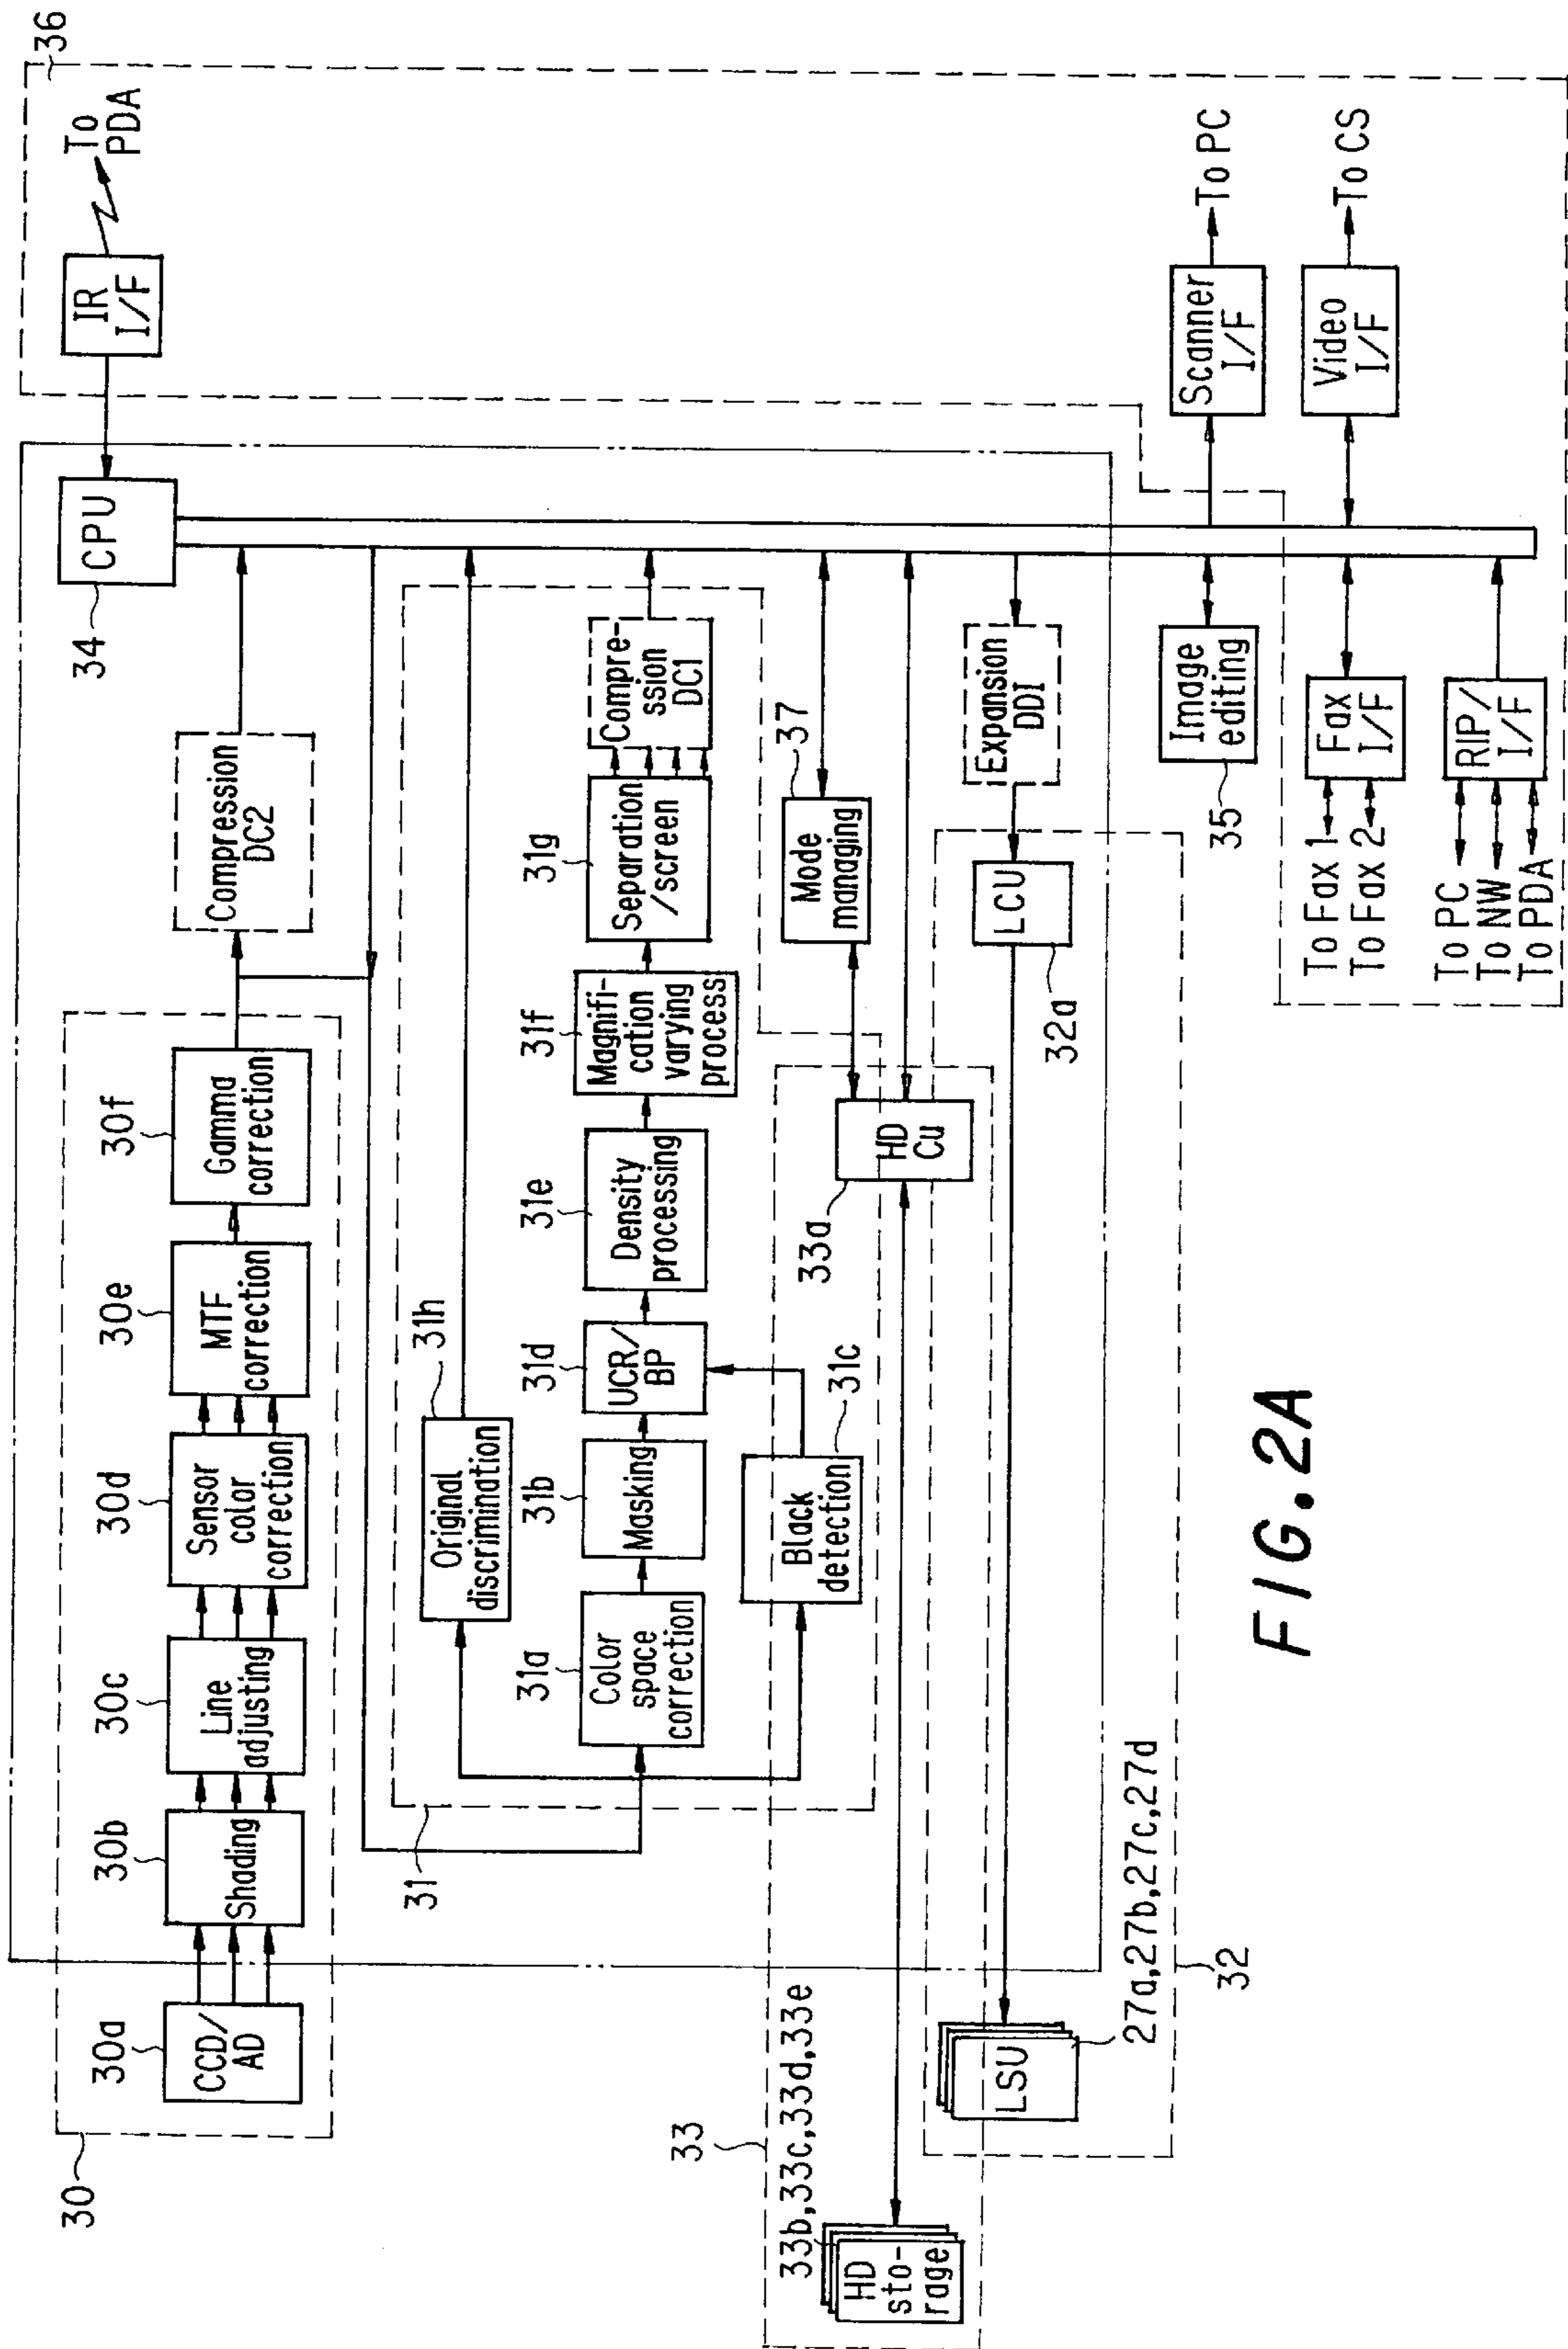 36
IR
I/F
To
PDA
CPU
34
Compression
DC2
30
30a
CCD/
AD
30b
Shading
30c
Line
adjusting
30d
Sensor
color
correction
30e
MTF
correction
30f
Gamma
correction
31
31h
Original
discrimination
31a
Color
space
correction
31b
Masking
31c
Black
detection
31d
UCR/
BP
31e
Density
processing
31f
Magnifi-
cation
varying
process
31g
Separation
/screen
Compre-
ssion
DC1
37
Mode
managing
33a
HD
Cu
33
33b,33c,33d,33e
HD
sto-
rage
Expansion
DDI
LCU
32a
LSU
27a,27b,27c,27d
32
Scanner
I/F
To PC
Video
I/F
To CS
Image
editing
35
Fax
I/F
To Fax 1
To Fax 2
RIP/
I/F
To PC
To NW
To PDA
FIG.2A